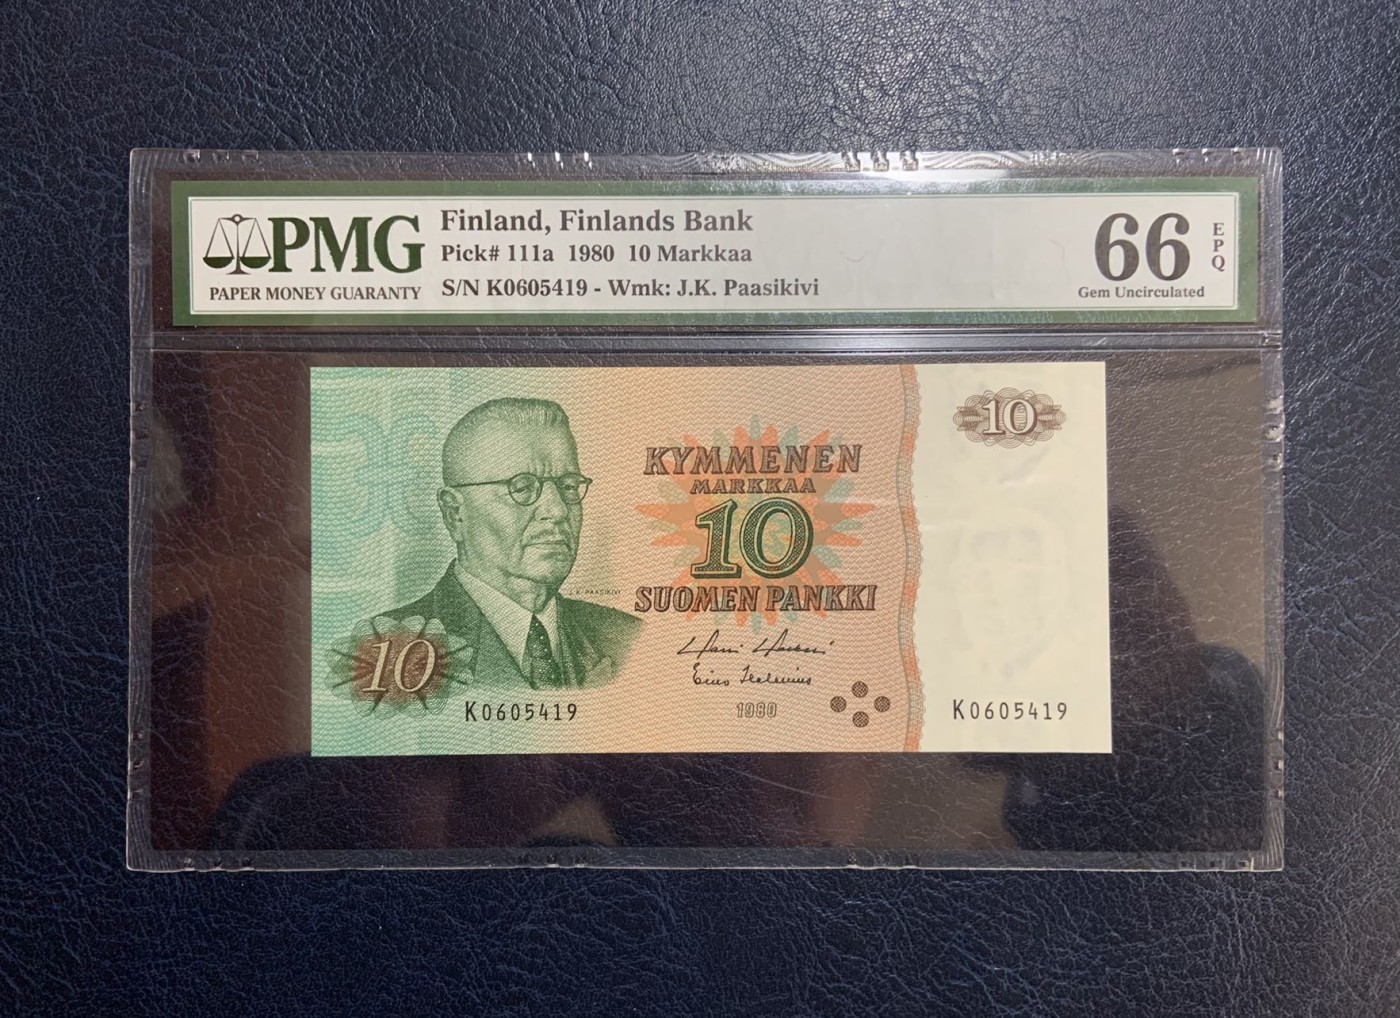 PMG
PAPER MONEY GUARANTY
Finland, Finlands Bank
Pick# 111a 1980 10 Markkaa
S/N K0605419 - Wmk: J.K. Paasikivi
66
EPQ
Gem Uncirculated
10
KYMMENEN
MARKKAA
10
SUOMEN PANKKI
J.K. PAASIKIVI
10
K0605419
1980
K0605419